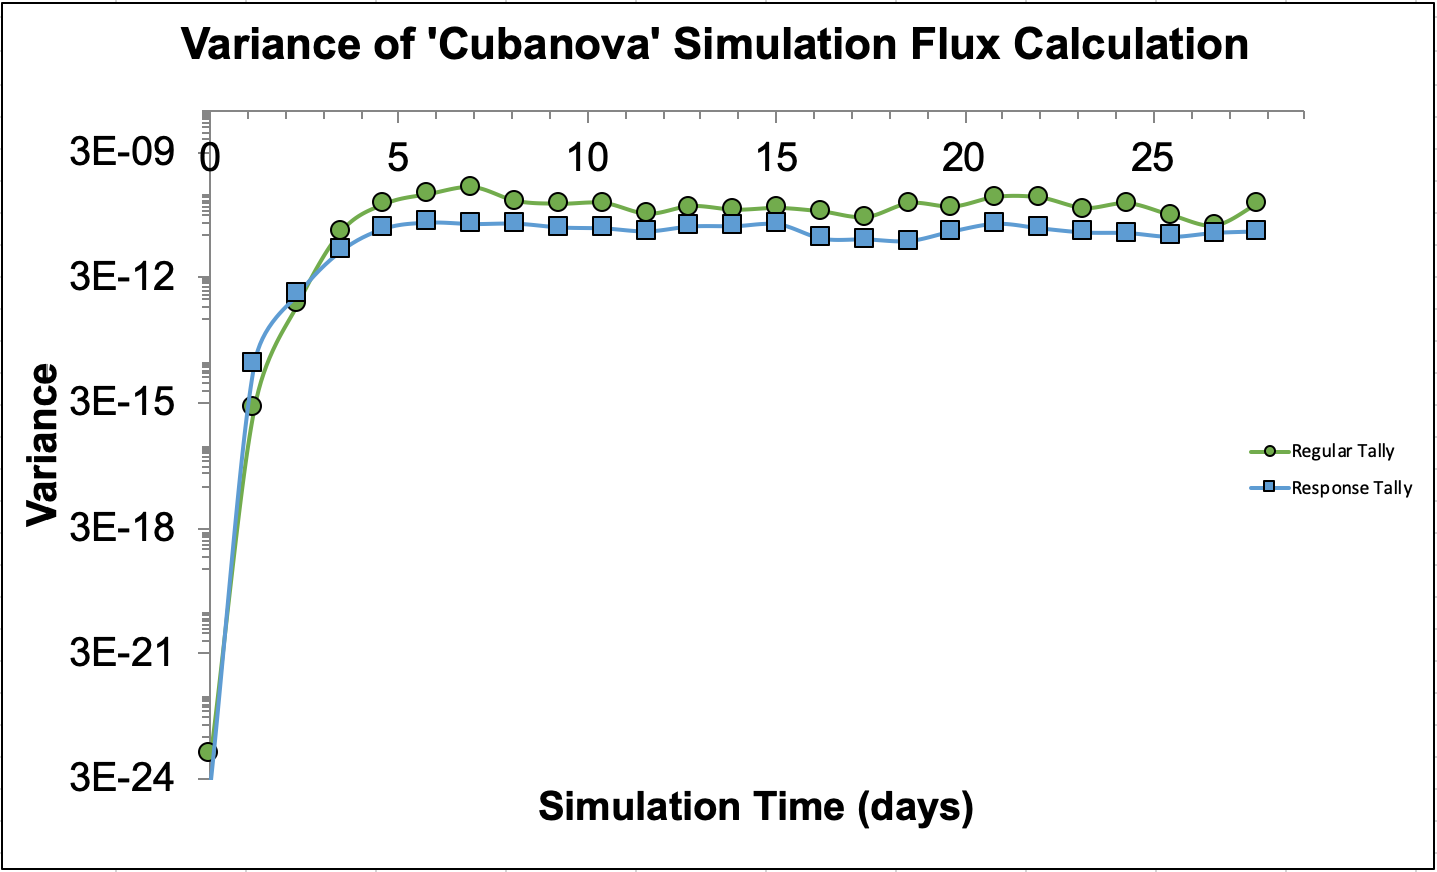 Variance of 'Cubanova' Simulation Flux Calculation
3E-09
0 5 10 15 20 25
3E-12
3E-15
3E-18
3E-21
3E-24
Variance
Regular Tally
Response Tally
Simulation Time (days)